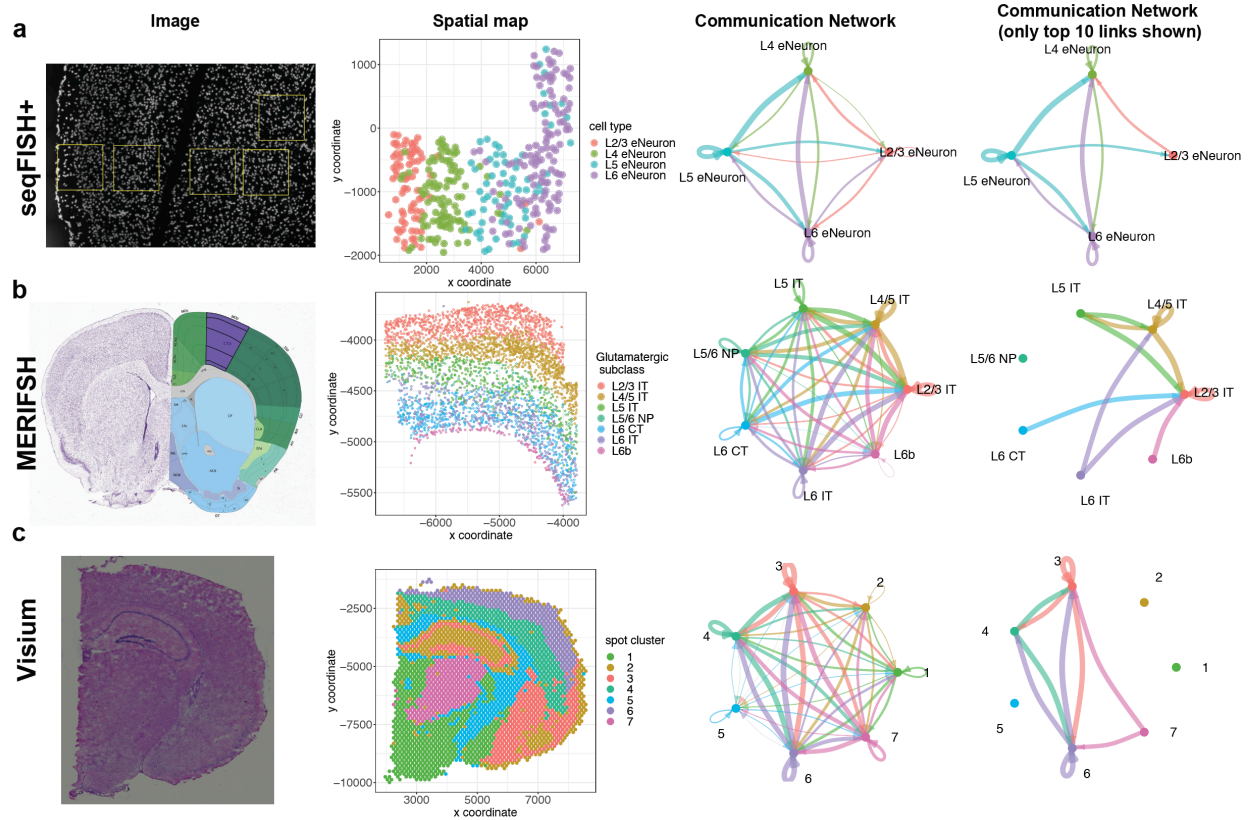 Image
Spatial map
Communication Network
Communication Network
(only top 10 links shown)
a
seqFISH+
1000
0
−1000
−2000
y coordinate
2000
4000
6000
x coordinate
cell type
L2/3 eNeuron
L4 eNeuron
L5 eNeuron
L6 eNeuron
L4 eNeuron
L2/3 eNeuron
L5 eNeuron
L6 eNeuron
L4 eNeuron
L2/3 eNeuron
L5 eNeuron
L6 eNeuron
b
MERIFISH
−4000
−4500
−5000
−5500
y coordinate
−6000
−5000
−4000
x coordinate
Glutamatergic
subclass
L2/3 IT
L4/5 IT
L5 IT
L5/6 NP
L6 CT
L6 IT
L6b
L5 IT
L4/5 IT
L5/6 NP
L2/3 IT
L6 CT
L6b
L6 IT
L5 IT
L4/5 IT
L5/6 NP
L2/3 IT
L6 CT
L6b
L6 IT
c
Visium
−2500
−5000
−7500
−10000
y coordinate
3000
5000
7000
x coordinate
spot cluster
1
2
3
4
5
6
7
3
2
4
1
5
7
6
3
2
4
1
5
7
6